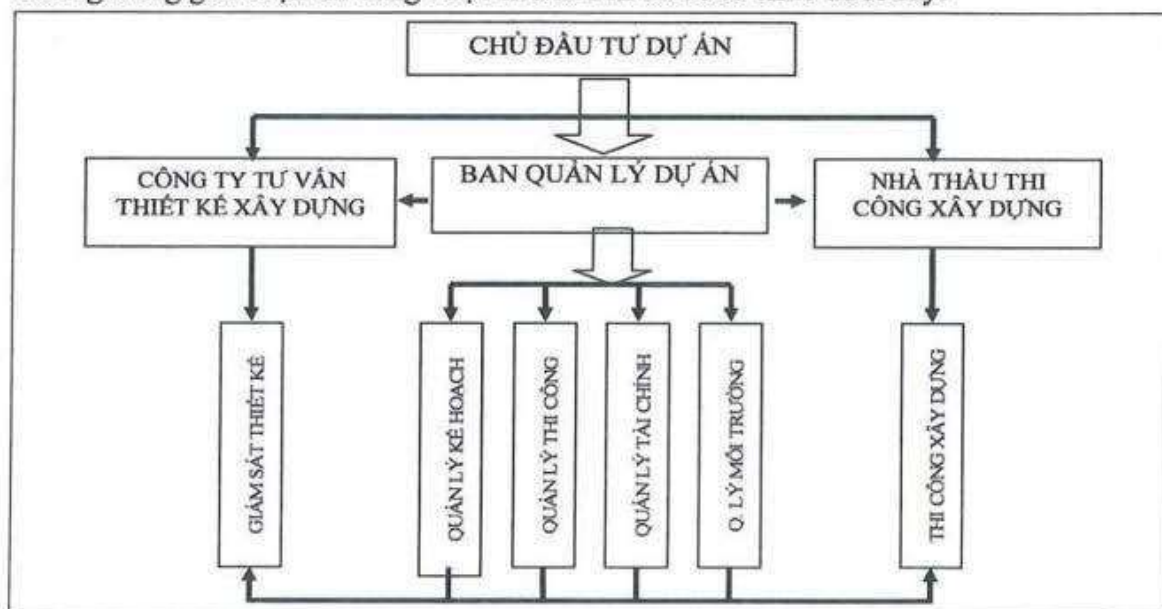 CHỦ ĐẦU TƯ DỰ ÁN
CÔNG TY TƯ VẤN
THIẾT KẾ XÂY DỰNG
BAN QUẢN LÝ DỰ ÁN
NHÀ THẦU THI
CÔNG XÂY DỰNG
GIÁM SÁT THIẾT KẾ
QUẢN LÝ KẾ HOẠCH
QUẢN LÝ THI CÔNG
QUẢN LÝ TÀI CHÍNH
Q. LÝ MÔI TRƯỜNG
THI CÔNG XÂY DỰNG